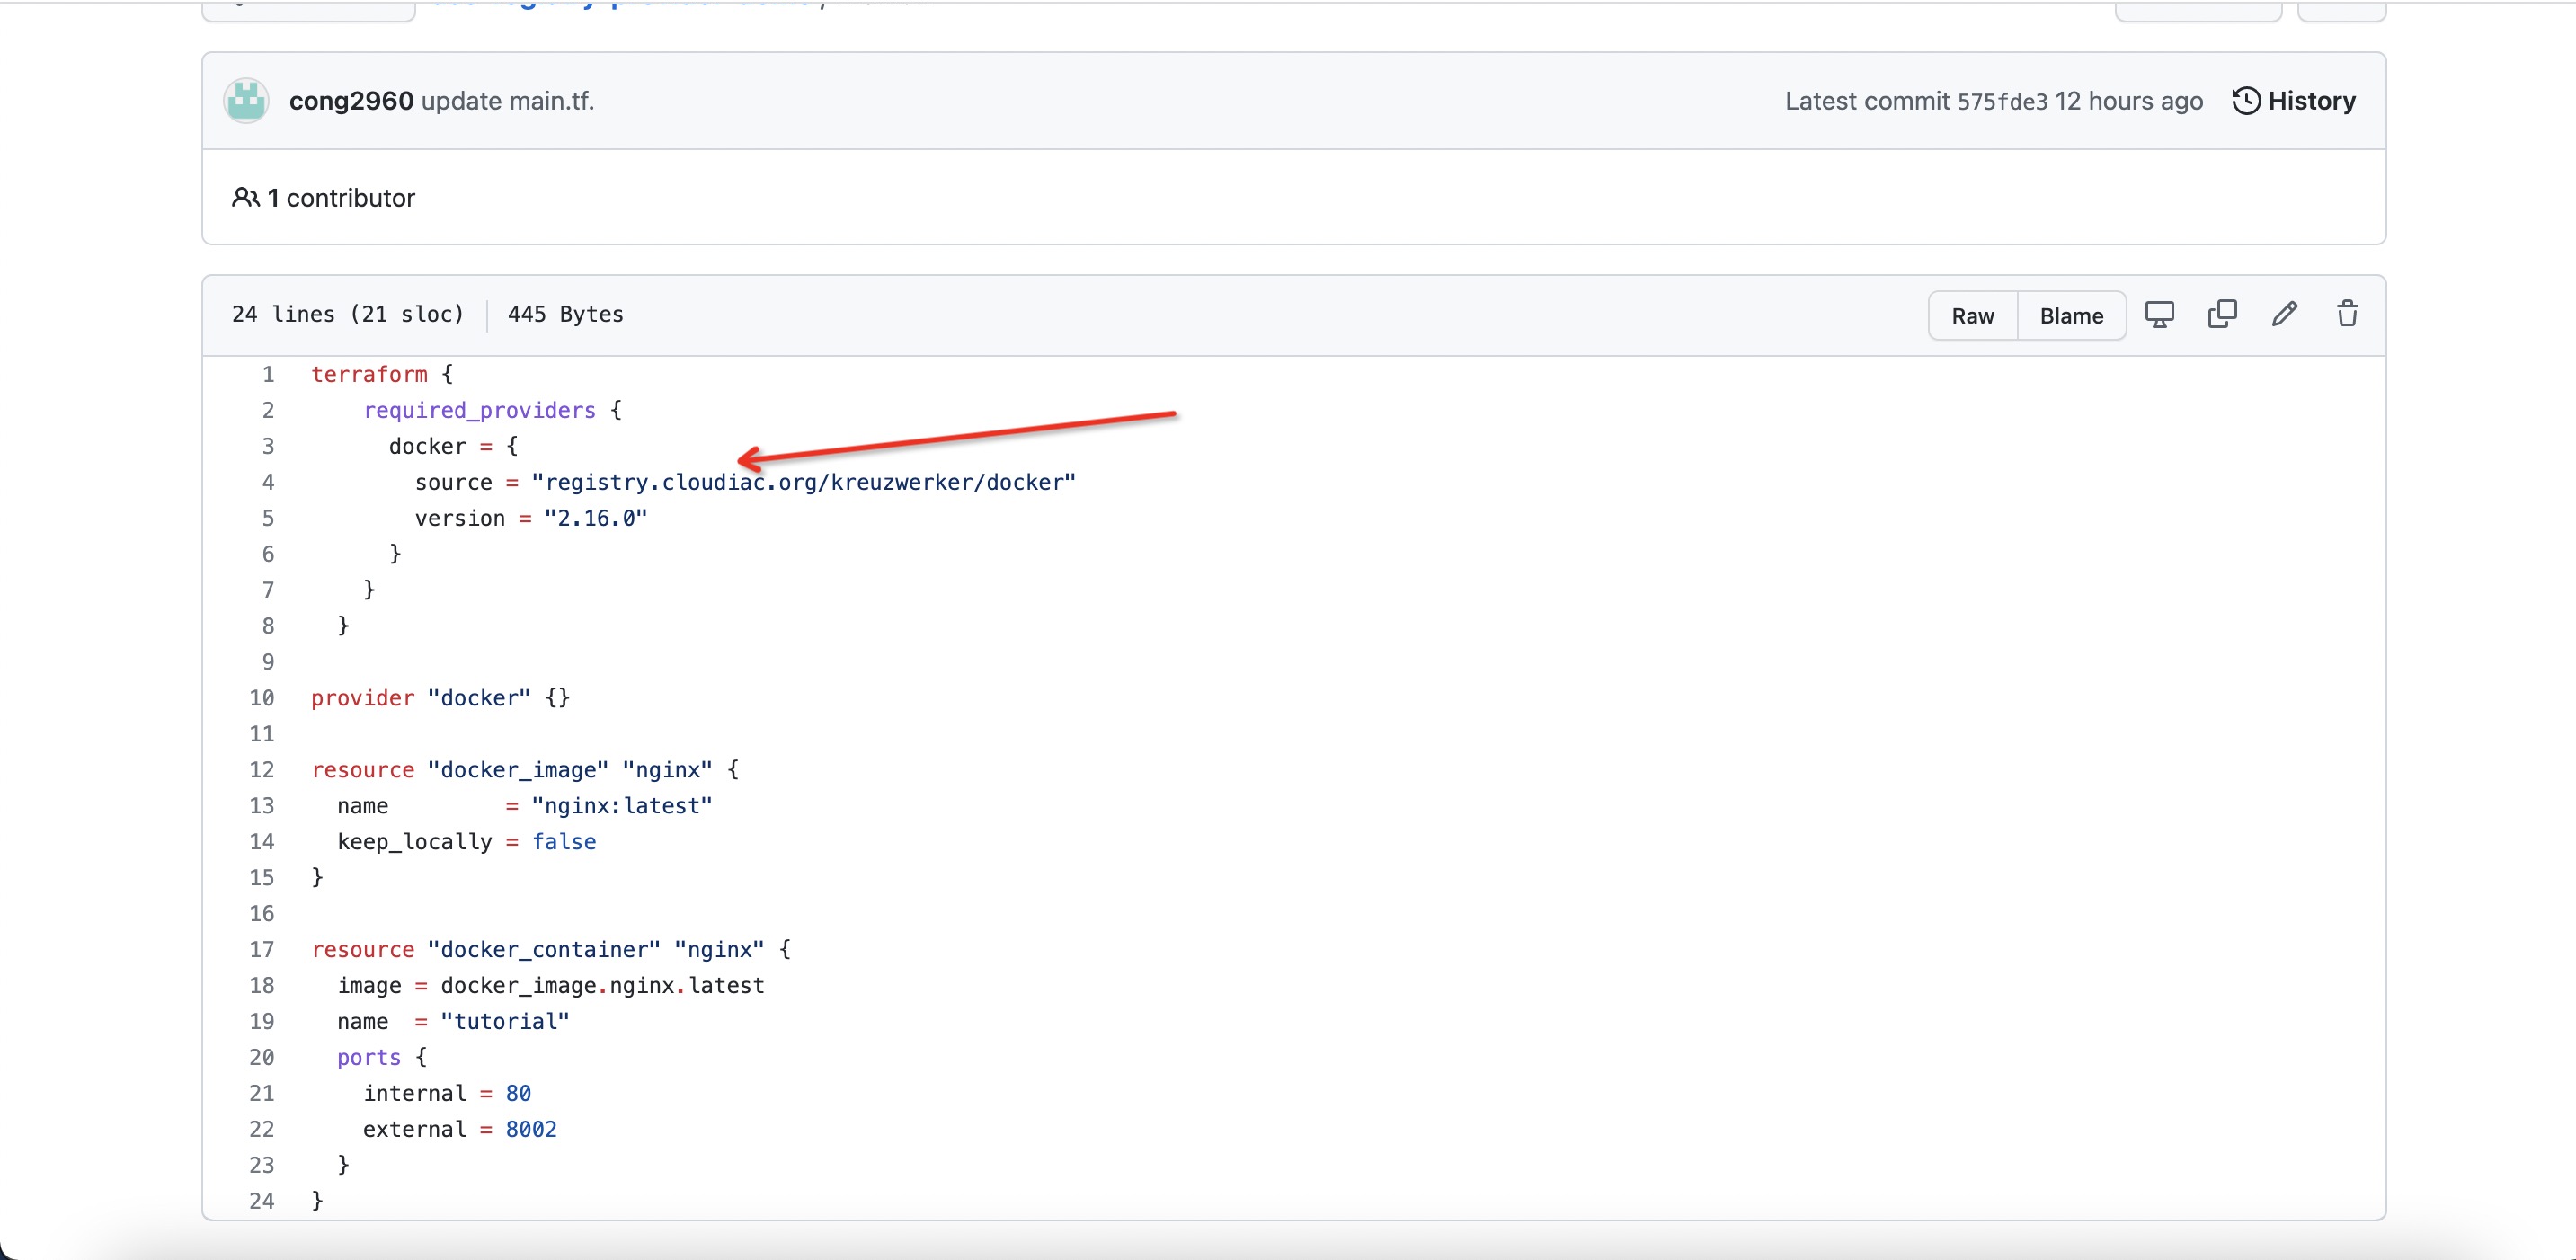 cong2960 update main.tf.
Latest commit 575fde3 12 hours ago History
1 contributor
24 lines (21 sloc) 445 Bytes
Raw Blame
1 terraform {
2     required_providers {
3       docker = {
4         source = "registry.cloudiac.org/kreuzwerker/docker"
5         version = "2.16.0"
6       }
7     }
8   }
9
10 provider "docker" {}
11
12 resource "docker_image" "nginx" {
13   name         = "nginx:latest"
14   keep_locally = false
15 }
16
17 resource "docker_container" "nginx" {
18   image = docker_image.nginx.latest
19   name  = "tutorial"
20   ports {
21     internal = 80
22     external = 8002
23   }
24 }